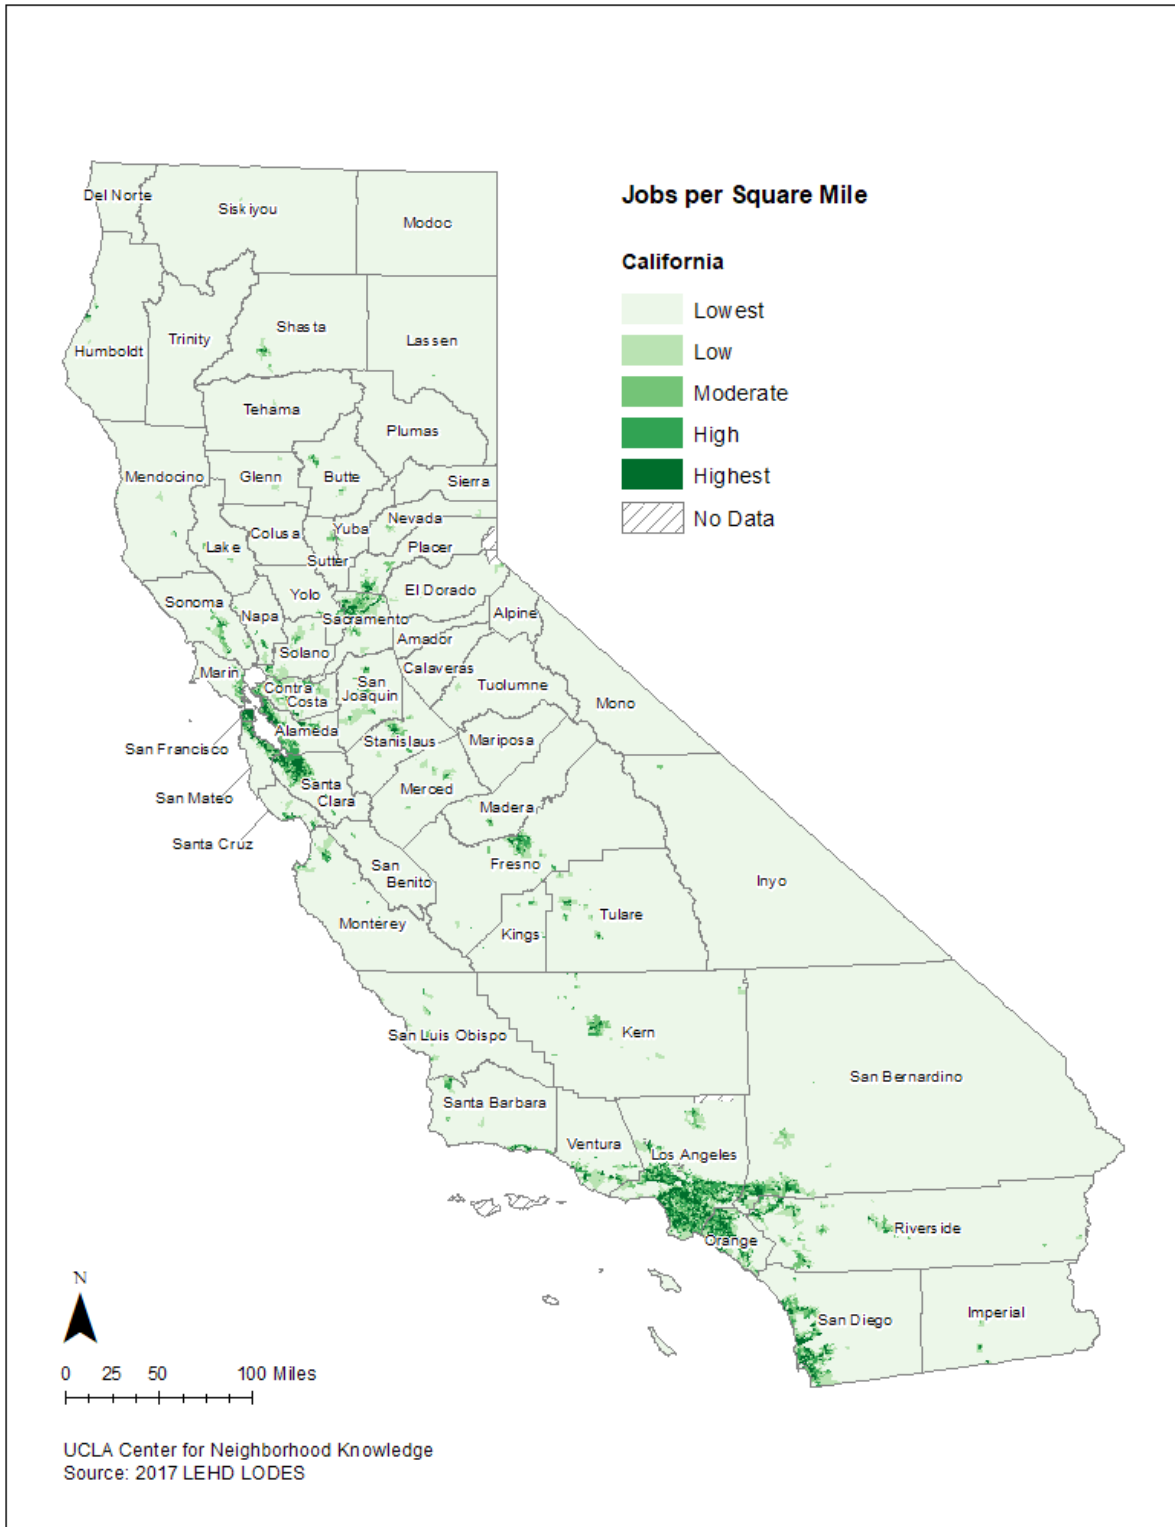 Jobs per Square Mile
California
Lowest
Low
Moderate
High
Highest
No Data
Del Norte
Siskiyou
Modoc
Humboldt
Trinity
Shasta
Lassen
Tehama
Plumas
Mendocino
Glenn
Butte
Sierra
Lake
Colusa
Yuba
Nevada
Sutter
Placer
Sonoma
Napa
Yolo
El Dorado
Sacramento
Alpine
Solano
Amador
Marin
Contra
Costa
San
Joaquin
Calaveras
Tuolumne
Mono
San Francisco
Alameda
Stanislaus
Mariposa
San Mateo
Santa
Clara
Merced
Madera
Santa Cruz
San
Benito
Fresno
Inyo
Monterey
Kings
Tulare
San Luis Obispo
Kern
San Bernardino
Santa Barbara
Ventura
Los Angeles
Orange
Riverside
San Diego
Imperial
N
0 25 50 100 Miles
UCLA Center for Neighborhood Knowledge
Source: 2017 LEHD LODES